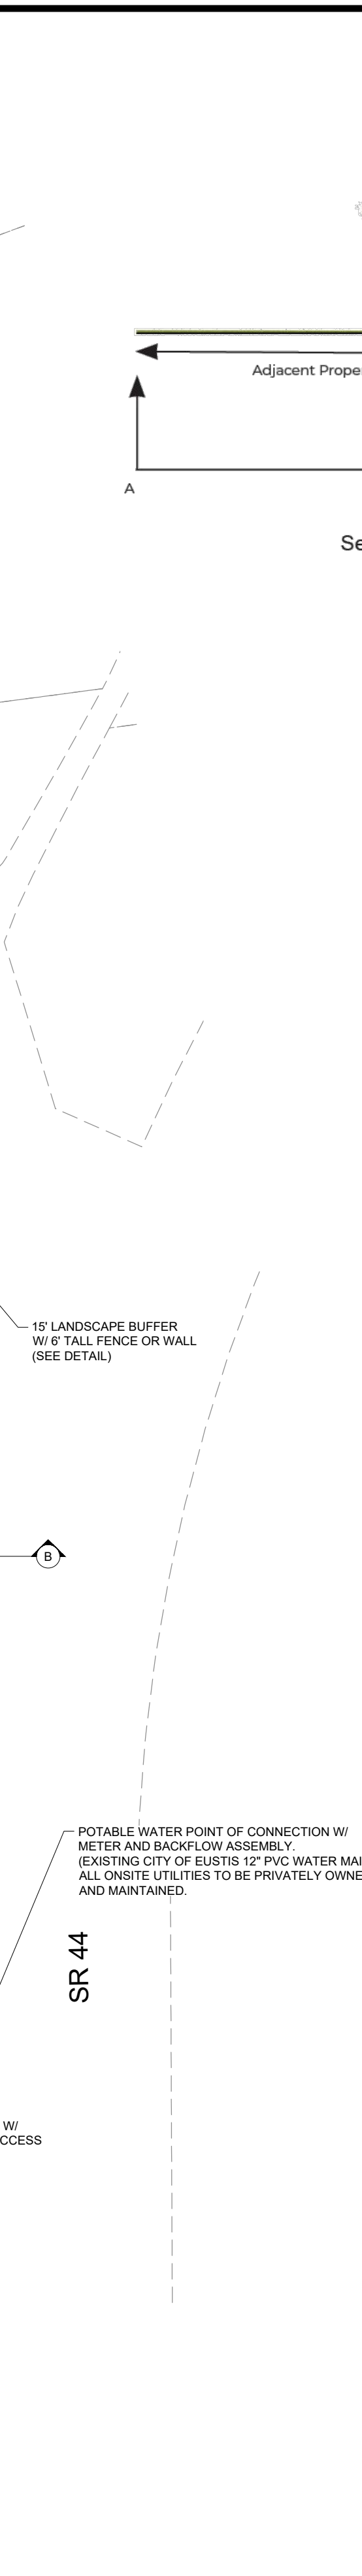 Adjacent Proper
A
Se
15' LANDSCAPE BUFFER
W/ 6' TALL FENCE OR WALL
(SEE DETAIL)
B
POTABLE WATER POINT OF CONNECTION W/
METER AND BACKFLOW ASSEMBLY.
(EXISTING CITY OF EUSTIS 12" PVC WATER MAI
ALL ONSITE UTILITIES TO BE PRIVATELY OWNE
AND MAINTAINED.
SR 44
W/
CCESS